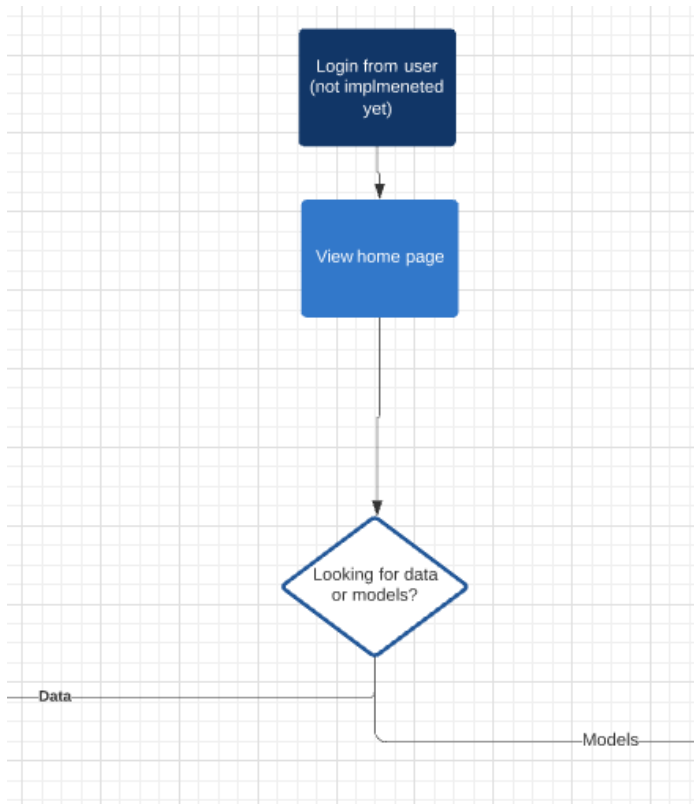 Login from user
(not implmeneted
yet)
View home page
Looking for data
or models?
Data
Models